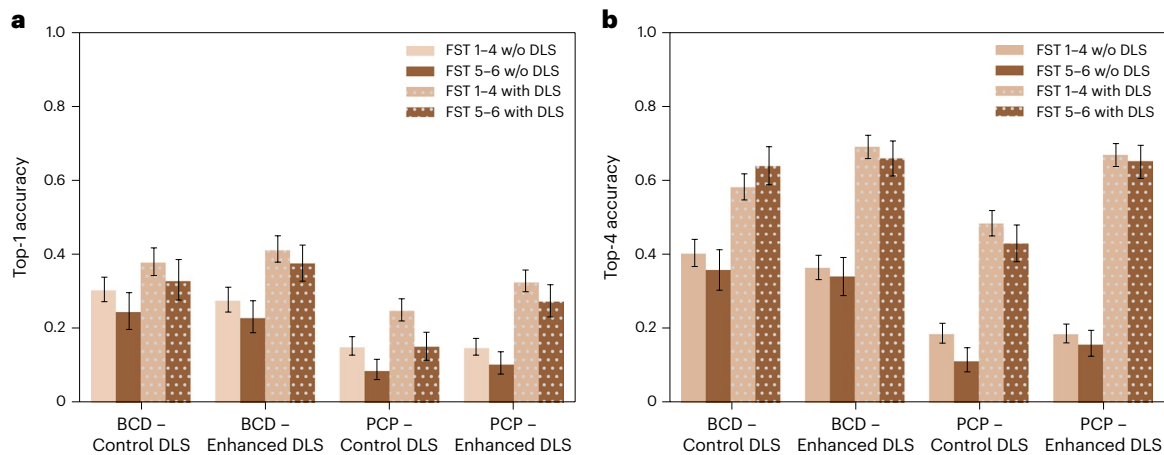 a
1.0
0.8
0.6
0.4
0.2
0
Top-1 accuracy
FST 1–4 w/o DLS
FST 5–6 w/o DLS
FST 1–4 with DLS
FST 5–6 with DLS
BCD –
Control DLS
BCD –
Enhanced DLS
PCP –
Control DLS
PCP –
Enhanced DLS
b
1.0
0.8
0.6
0.4
0.2
0
Top-4 accuracy
FST 1–4 w/o DLS
FST 5–6 w/o DLS
FST 1–4 with DLS
FST 5–6 with DLS
BCD –
Control DLS
BCD –
Enhanced DLS
PCP –
Control DLS
PCP –
Enhanced DLS